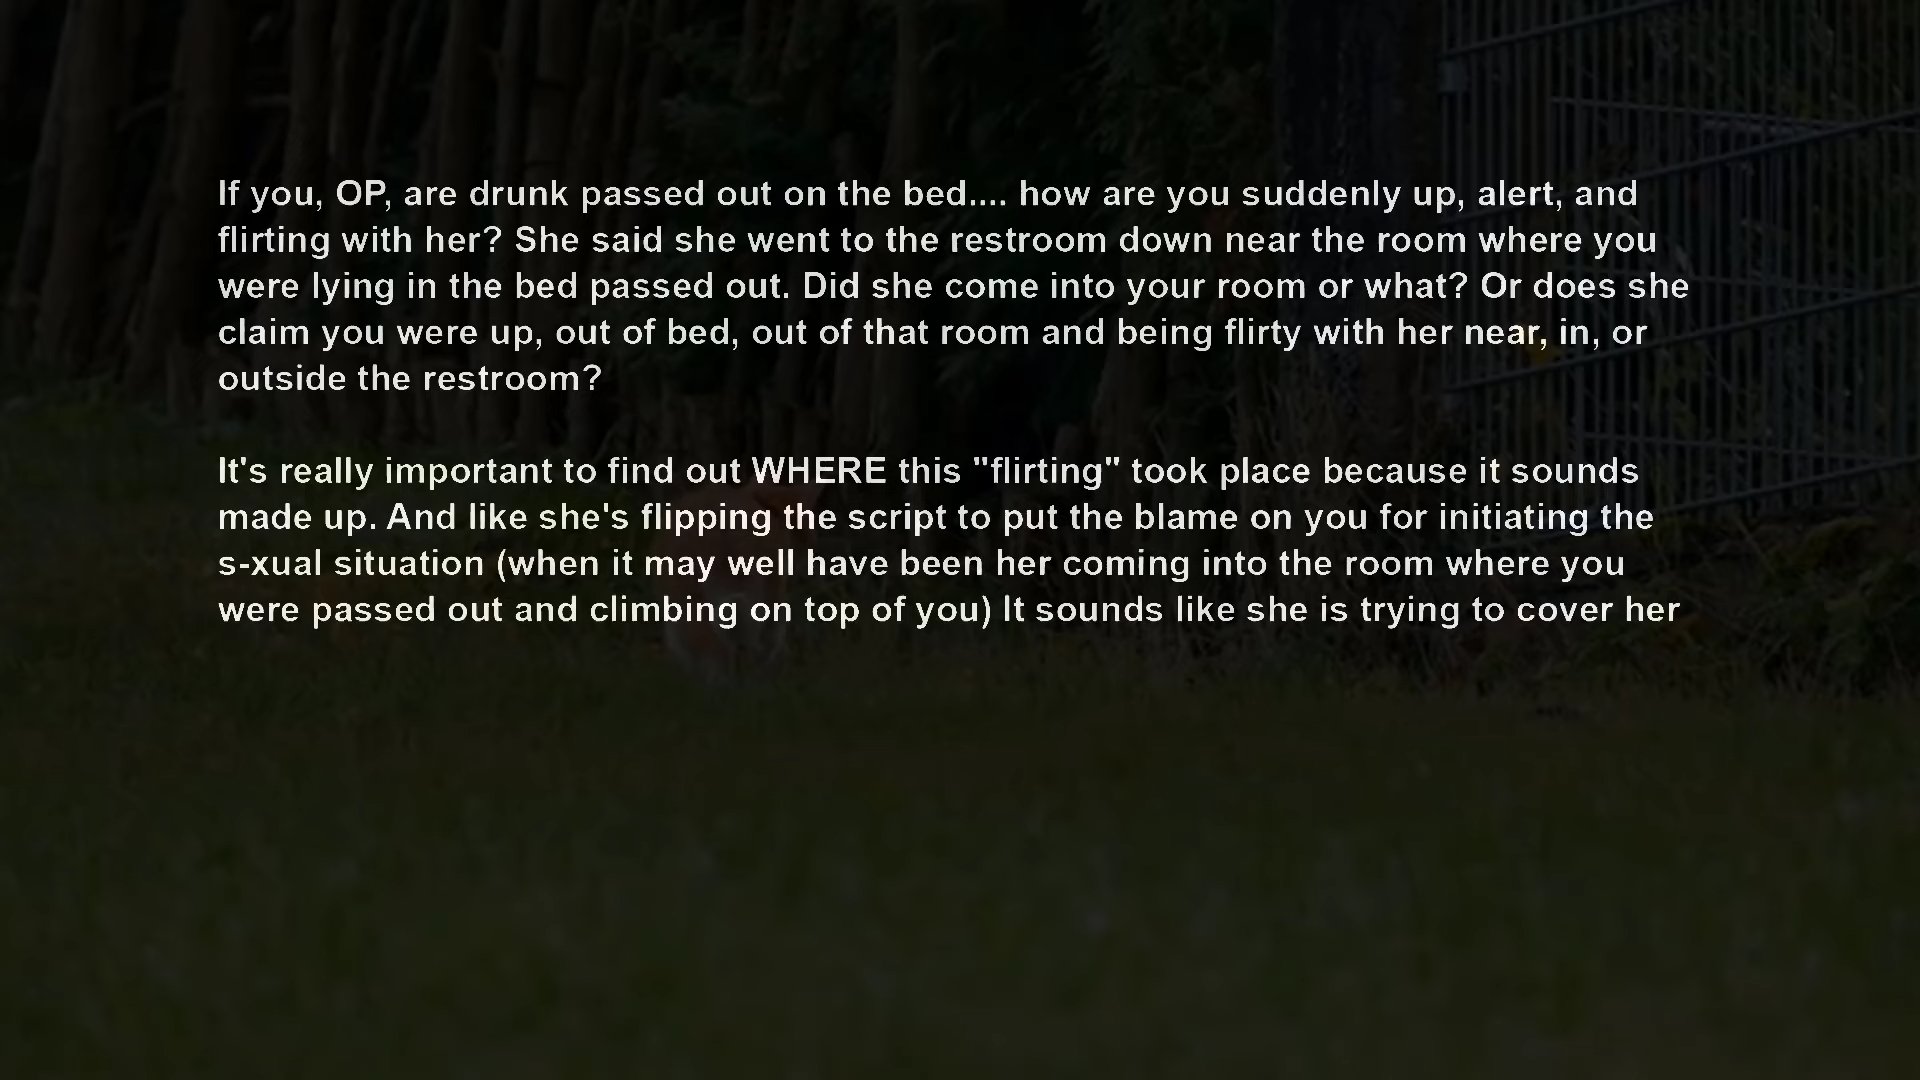 If you, OP, are drunk passed out on the bed.... how are you suddenly up, alert, and
flirting with her? She said she went to the restroom down near the room where you
were lying in the bed passed out. Did she come into your room or what? Or does she
claim you were up, out of bed, out of that room and being flirty with her near, in, or
outside the restroom?

It's really important to find out WHERE this "flirting" took place because it sounds
made up. And like she's flipping the script to put the blame on you for initiating the
s-xual situation (when it may well have been her coming into the room where you
were passed out and climbing on top of you) It sounds like she is trying to cover her